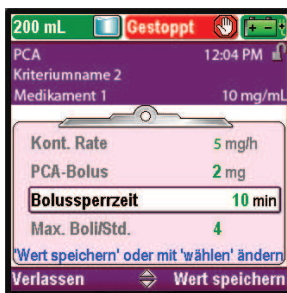 200 mL Gestoppt
PCA 12:04 PM
Kriteriumname 2
Medikament 1 10 mg/mL
Kont. Rate 5 mg/h
PCA-Bolus 2 mg
Bolussperrzeit 10 min
Max. Boli/Std. 4
'Wert speichern' oder mit 'wählen' ändern
Verlassen Wert speichern